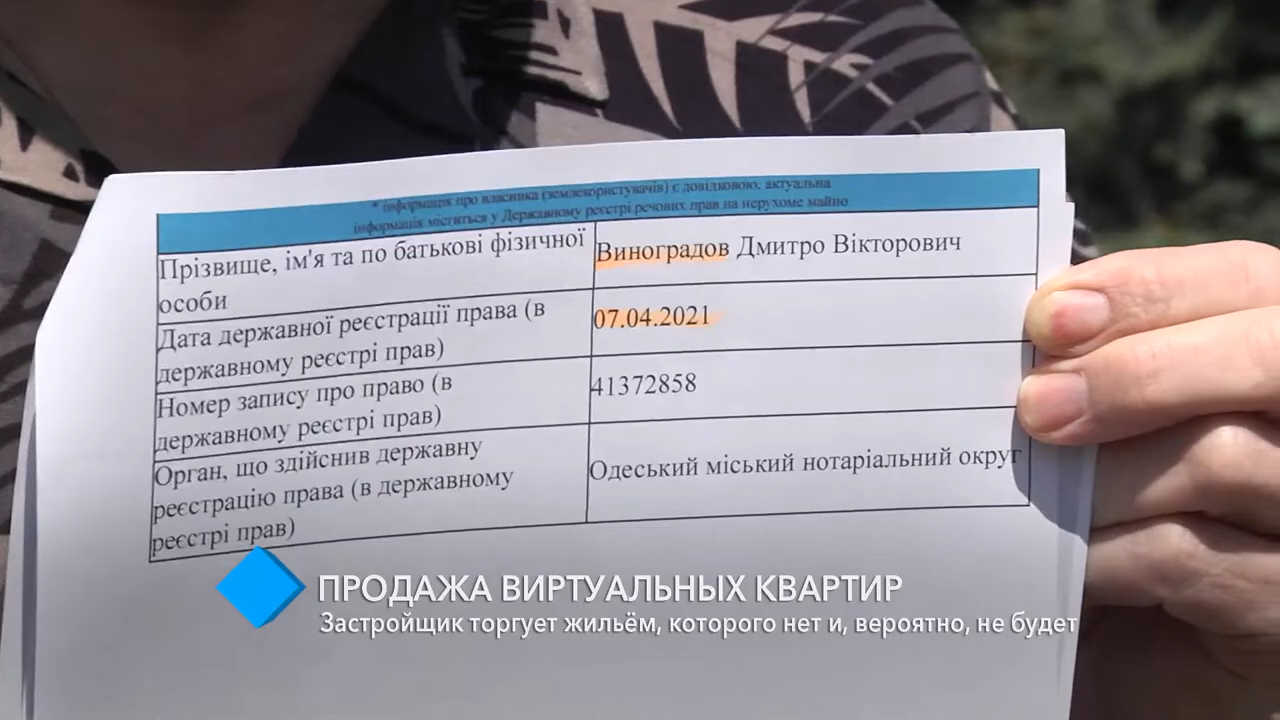 * інформація про власника (землекористувачів) є довідковою, актуальна
інформація міститься у Державному реєстрі речових прав на нерухоме майно
Прізвище, ім'я та по батькові фізичної
особи
Виноградов Дмитро Вікторович
Дата державної реєстрації права (в
державному реєстрі прав)
07.04.2021
Номер запису про право (в
державному реєстрі прав)
41372858
Орган, що здійснив державну
реєстрацію права (в державному
реєстрі прав)
Одеський міський нотаріальний округ
ПРОДАЖА ВИРТУАЛЬНЫХ КВАРТИР
Застройщик торгует жильём, которого нет и, вероятно, не будет